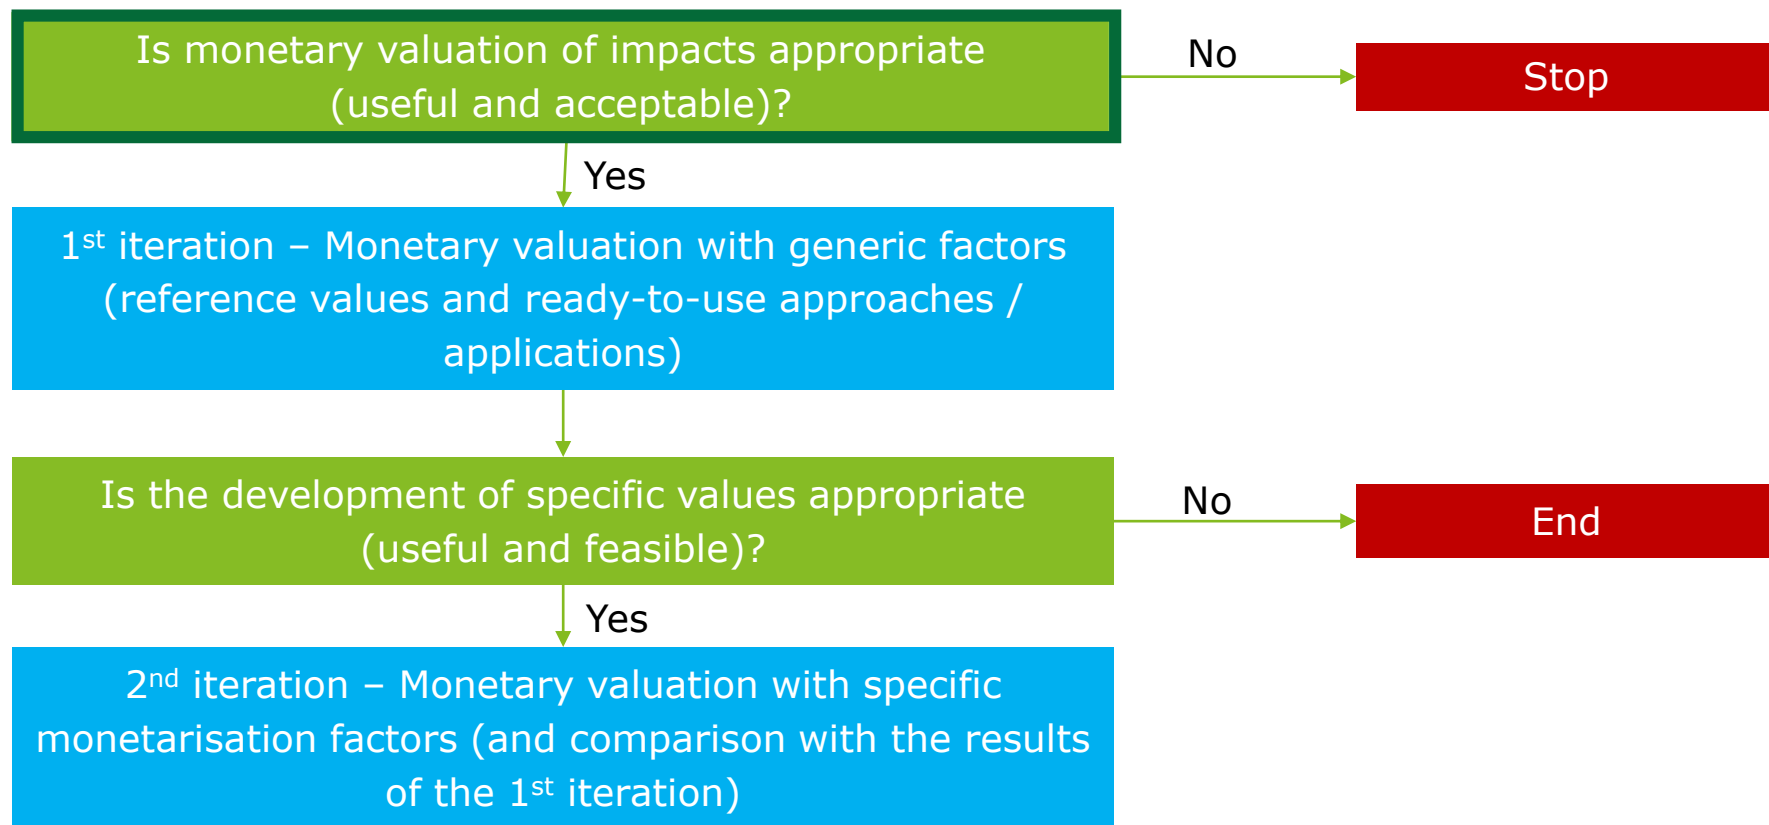 Is monetary valuation of impacts appropriate
(useful and acceptable)?
No
Stop
Yes
1st iteration – Monetary valuation with generic factors
(reference values and ready-to-use approaches /
applications)
Is the development of specific values appropriate
(useful and feasible)?
No
End
Yes
2nd iteration – Monetary valuation with specific
monetarisation factors (and comparison with the results
of the 1st iteration)